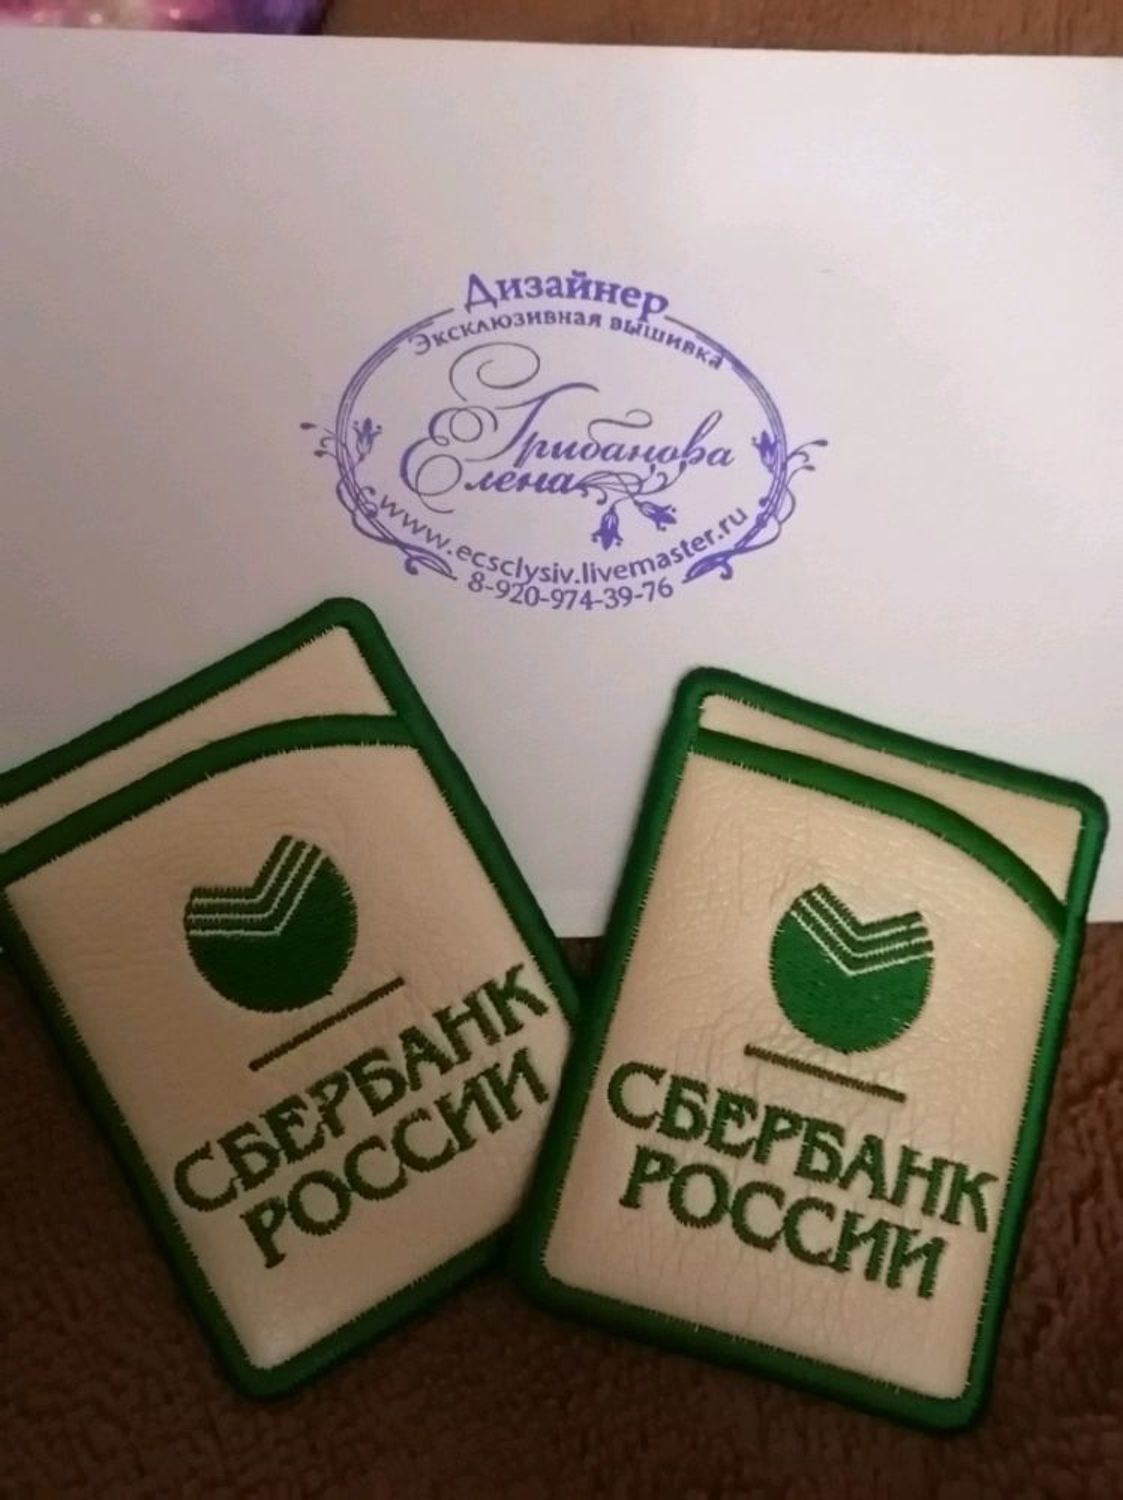 Дизайнер
Эксклюзивная вышивка
Грибанова
Елена
www.ecsclysiv.livemaster.ru
8-920-974-39-76
СБЕРБАНК
РОССИИ
СБЕРБАНК
РОССИИ